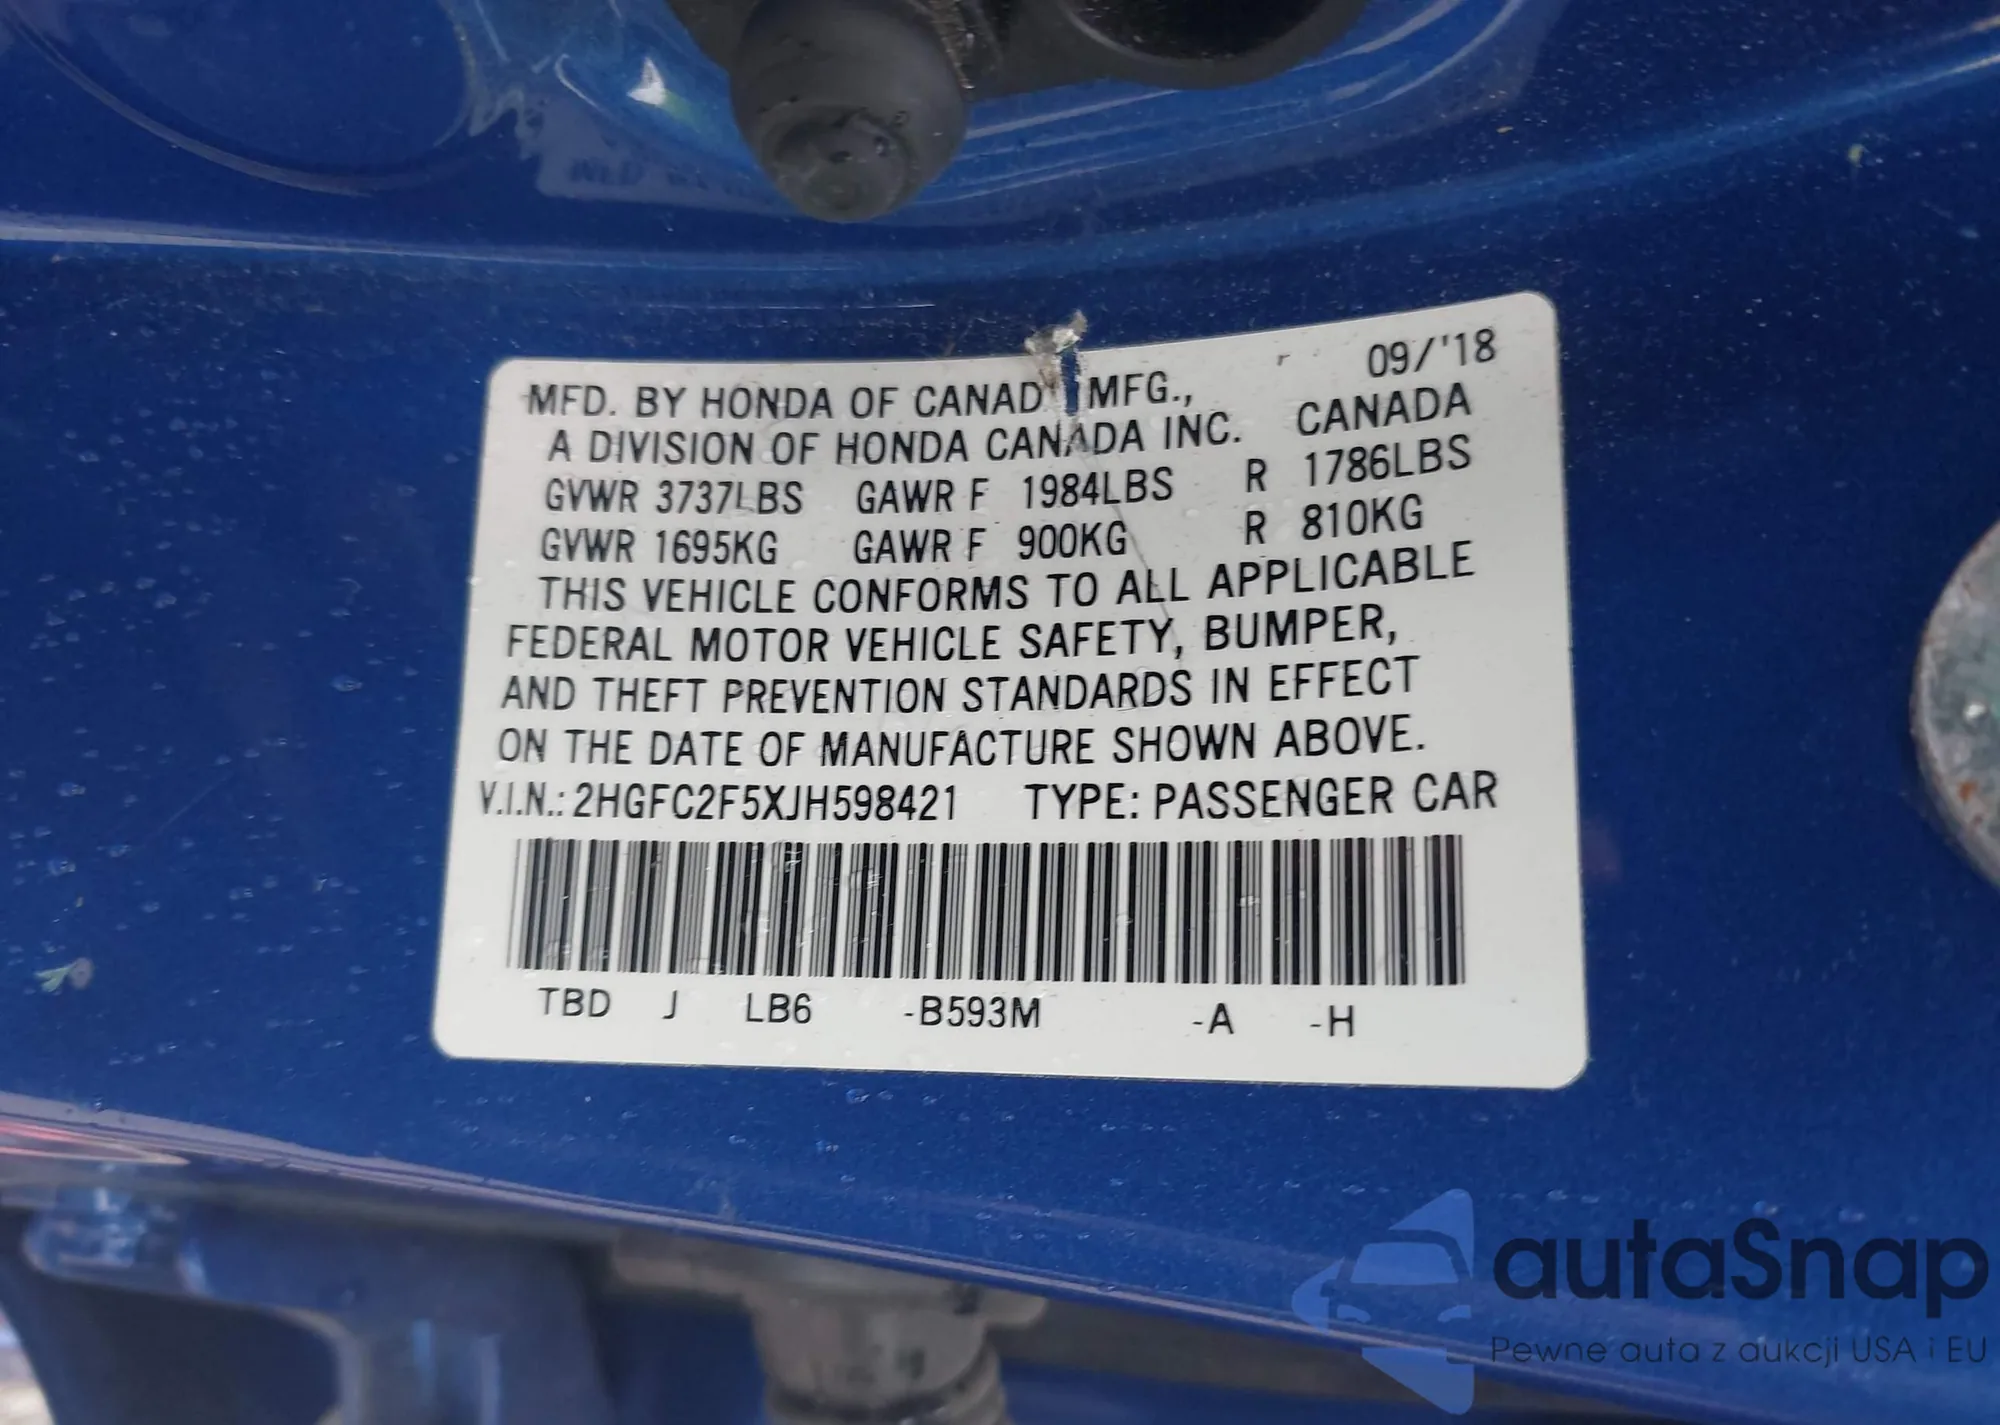 09/'18
MFD. BY HONDA OF CANAD MFG.,
A DIVISION OF HONDA CANADA INC. CANADA
GVWR 3737LBS GAWR F 1984LBS R 1786LBS
GVWR 1695KG GAWR F 900KG R 810KG
THIS VEHICLE CONFORMS TO ALL APPLICABLE
FEDERAL MOTOR VEHICLE SAFETY, BUMPER,
AND THEFT PREVENTION STANDARDS IN EFFECT
ON THE DATE OF MANUFACTURE SHOWN ABOVE.
V.I.N.: 2HGFC2F5XJH598421 TYPE: PASSENGER CAR
TBD J LB6 -B593M -A -H
autaSnap
Pewne auta z aukcji USA i EU